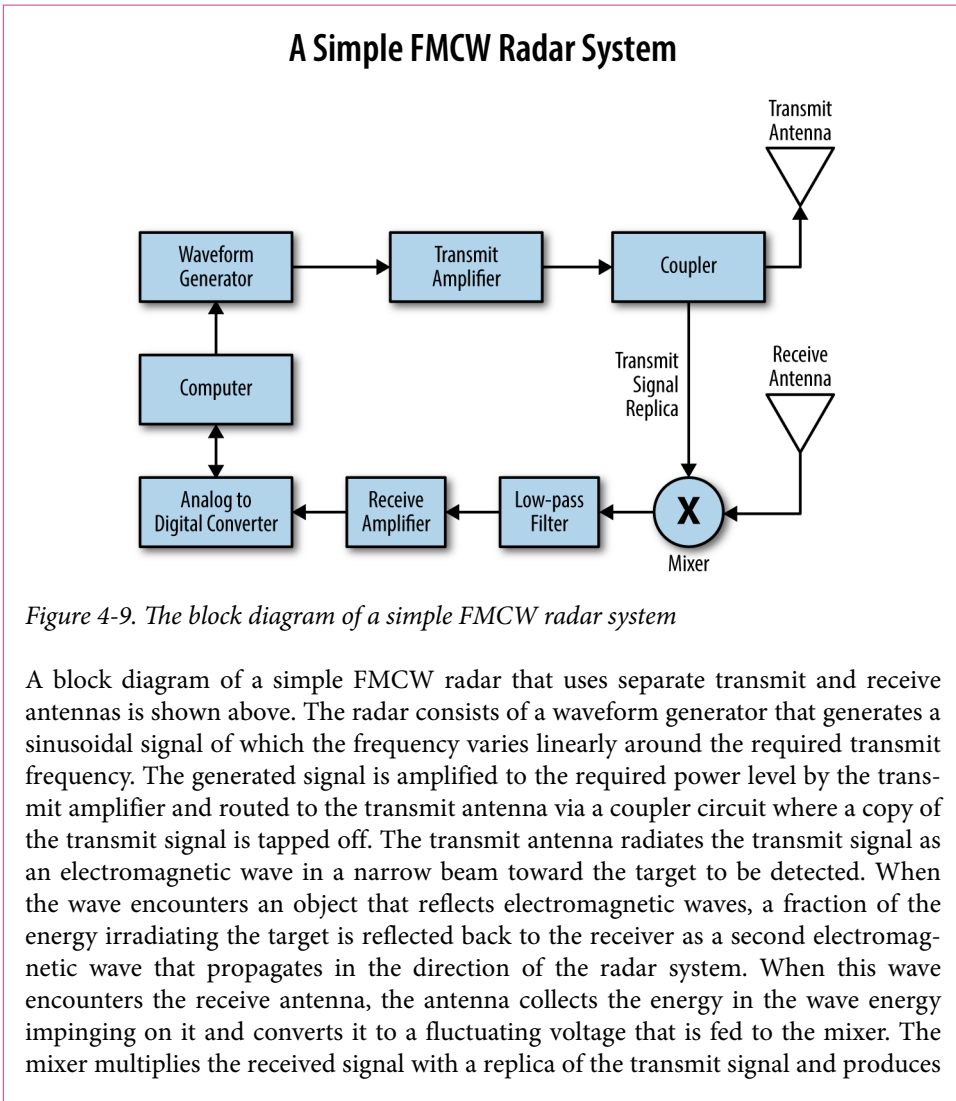 A Simple FMCW Radar System
Transmit
Antenna
Waveform
Generator
Transmit
Amplifier
Coupler
Transmit
Signal
Replica
Receive
Antenna
Computer
Analog to
Digital Converter
Receive
Amplifier
Low-pass
Filter
X
Mixer
Figure 4-9. The block diagram of a simple FMCW radar system
A block diagram of a simple FMCW radar that uses separate transmit and receive
antennas is shown above. The radar consists of a waveform generator that generates a
sinusoidal signal of which the frequency varies linearly around the required transmit
frequency. The generated signal is amplified to the required power level by the trans-
mit amplifier and routed to the transmit antenna via a coupler circuit where a copy of
the transmit signal is tapped off. The transmit antenna radiates the transmit signal as
an electromagnetic wave in a narrow beam toward the target to be detected. When
the wave encounters an object that reflects electromagnetic waves, a fraction of the
energy irradiating the target is reflected back to the receiver as a second electromag-
netic wave that propagates in the direction of the radar system. When this wave
encounters the receive antenna, the antenna collects the energy in the wave energy
impinging on it and converts it to a fluctuating voltage that is fed to the mixer. The
mixer multiplies the received signal with a replica of the transmit signal and produces